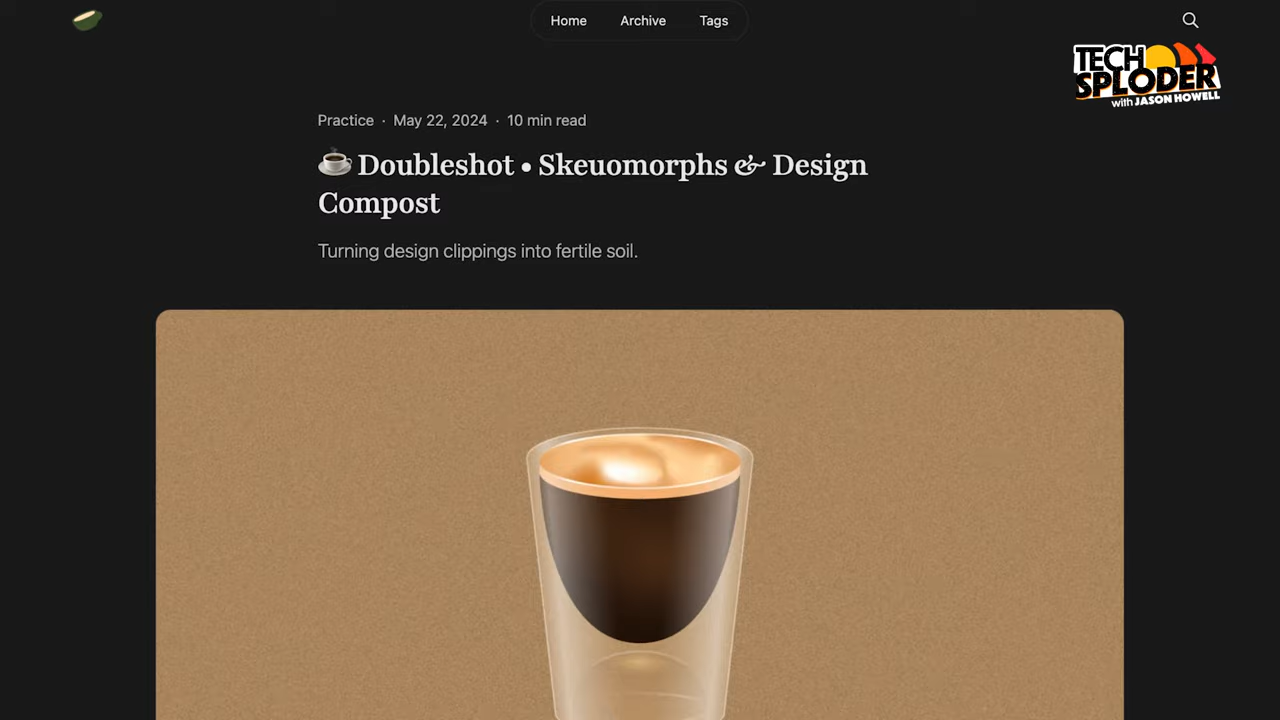 Home Archive Tags
TECH
SPLODER
with JASON HOWELL
Practice · May 22, 2024 · 10 min read
☕ Doubleshot • Skeuomorphs & Design
Compost
Turning design clippings into fertile soil.